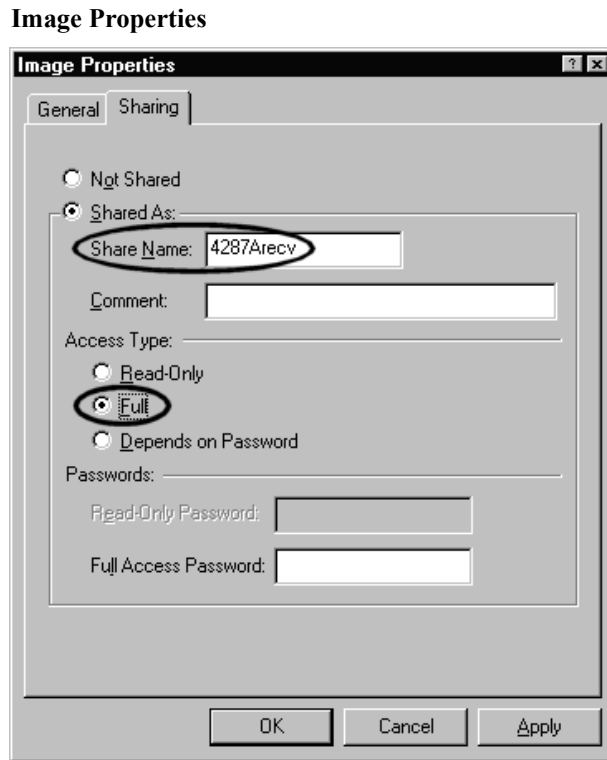 Image Properties
Image Properties
General Sharing
Not Shared
Shared As:
Share Name: 4287Arecv
Comment:
Access Type:
Read-Only
Full
Depends on Password
Passwords:
Read-Only Password:
Full Access Password:
OK Cancel Apply